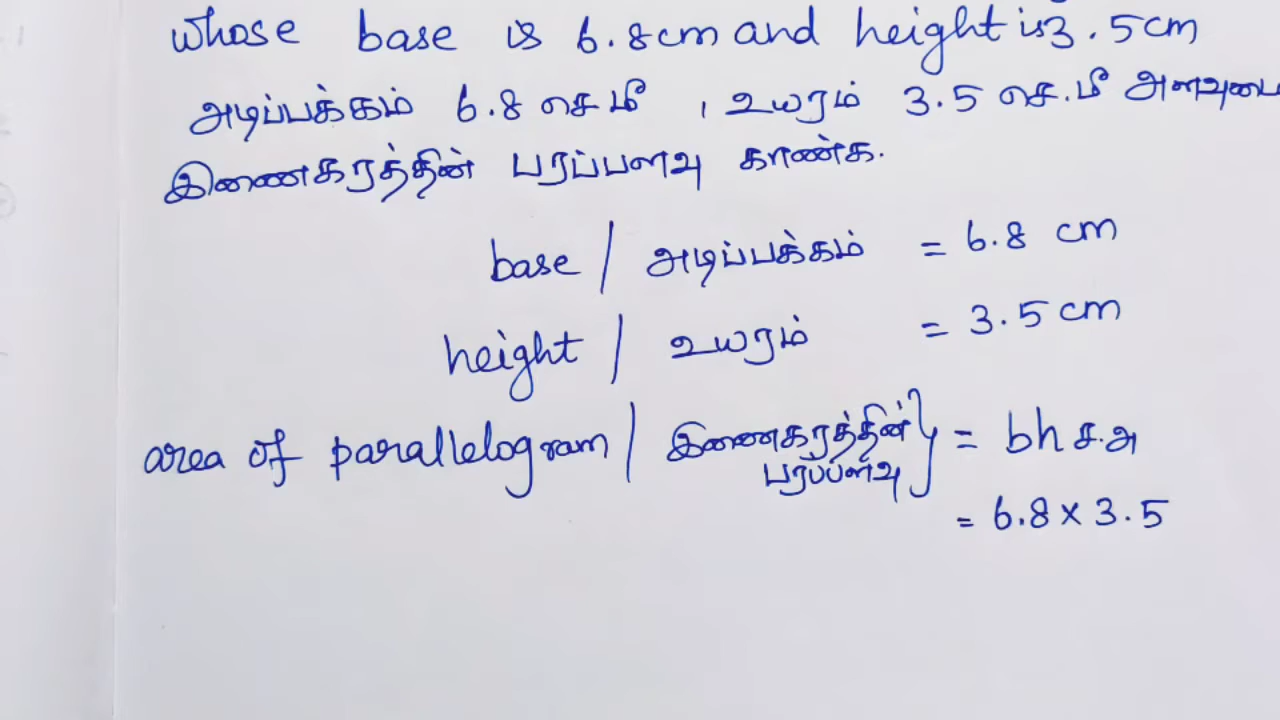 whose base is 6.8cm and height is 3.5cm
அடிப்பக்கம் 6.8 செ.மீ , உயரம் 3.5 செ.மீ அளவுடைய
இணைகரத்தின் பரப்பளவு காண்க.
base / அடிப்பக்கம் = 6.8 cm
height / உயரம் = 3.5 cm
area of parallelogram / இணைகரத்தின் பரப்பளவு } = bh ச.அ
= 6.8 × 3.5